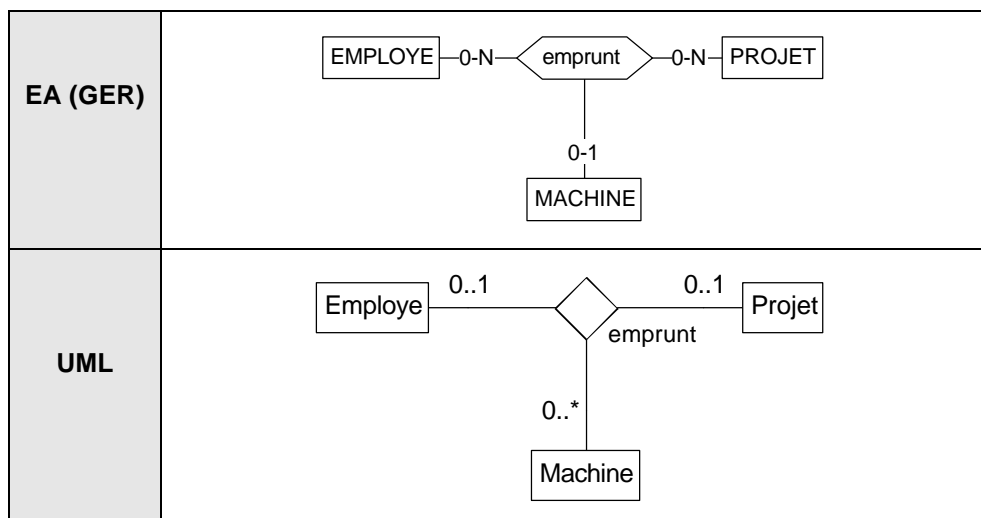 EA (GER)
EMPLOYE 0-N emprunt 0-N PROJET
0-1
MACHINE
UML
0..1 0..1
Employe Projet
emprunt
0..*
Machine